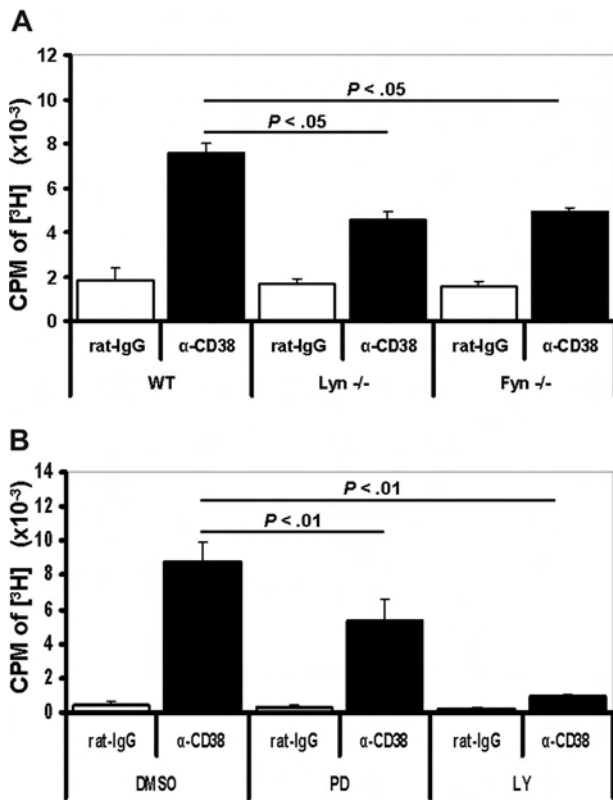 A
CPM of [³H] (x10⁻³)
12
10
8
6
4
2
0
P < .05
P < .05
rat-IgG α-CD38 rat-IgG α-CD38 rat-IgG α-CD38
WT Lyn -/- Fyn -/-
B
CPM of [³H] (x10⁻³)
14
12
10
8
6
4
2
0
P < .01
P < .01
rat-IgG α-CD38 rat-IgG α-CD38 rat-IgG α-CD38
DMSO PD LY